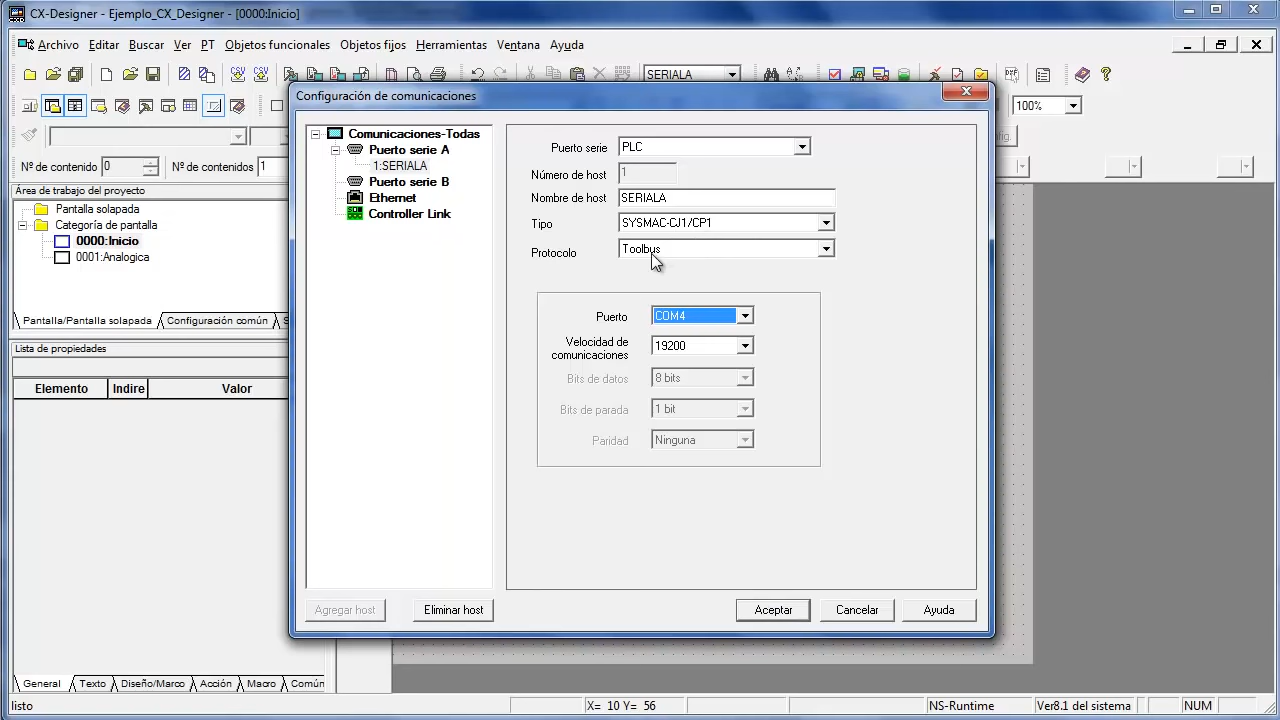 CX-Designer - Ejemplo_CX_Designer - [0000:Inicio]
Archivo Editar Buscar Ver PT Objetos funcionales Objetos fijos Herramientas Ventana Ayuda
SERIALA
100%
Nº de contenido 0 Nº de contenidos 1
Área de trabajo del proyecto
Pantalla solapada
Categoría de pantalla
0000:Inicio
0001:Analogica
Pantalla/Pantalla solapada Configuración común
Lista de propiedades
Elemento Indire Valor
General Texto Diseño/Marco Acción Macro Común
Configuración de comunicaciones
Comunicaciones-Todas
Puerto serie A
1:SERIALA
Puerto serie B
Ethernet
Controller Link
Puerto serie PLC
Número de host 1
Nombre de host SERIALA
Tipo SYSMAC-CJ1/CP1
Protocolo Toolbus
Puerto COM4
Velocidad de
comunicaciones 19200
Bits de datos 8 bits
Bits de parada 1 bit
Paridad Ninguna
Agregar host Eliminar host Aceptar Cancelar Ayuda
listo X= 10 Y= 56 NS-Runtime Ver8.1 del sistema NUM